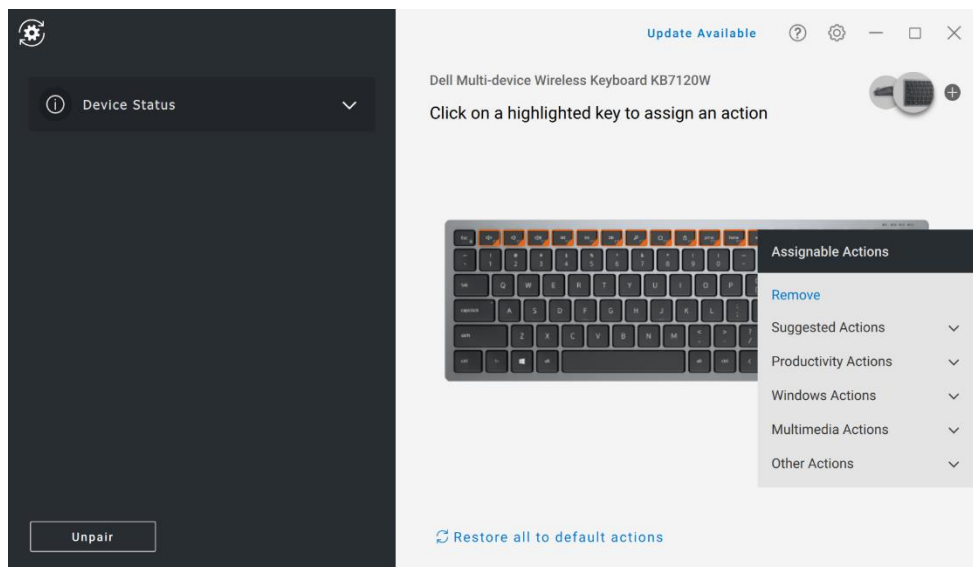 Update Available
Device Status
Dell Multi-device Wireless Keyboard KB7120W
Click on a highlighted key to assign an action
Assignable Actions
Remove
Suggested Actions
Productivity Actions
Windows Actions
Multimedia Actions
Other Actions
Unpair
Restore all to default actions
Q W E R T Y U I O P
A S D F G H J K L
Z X C V B N M